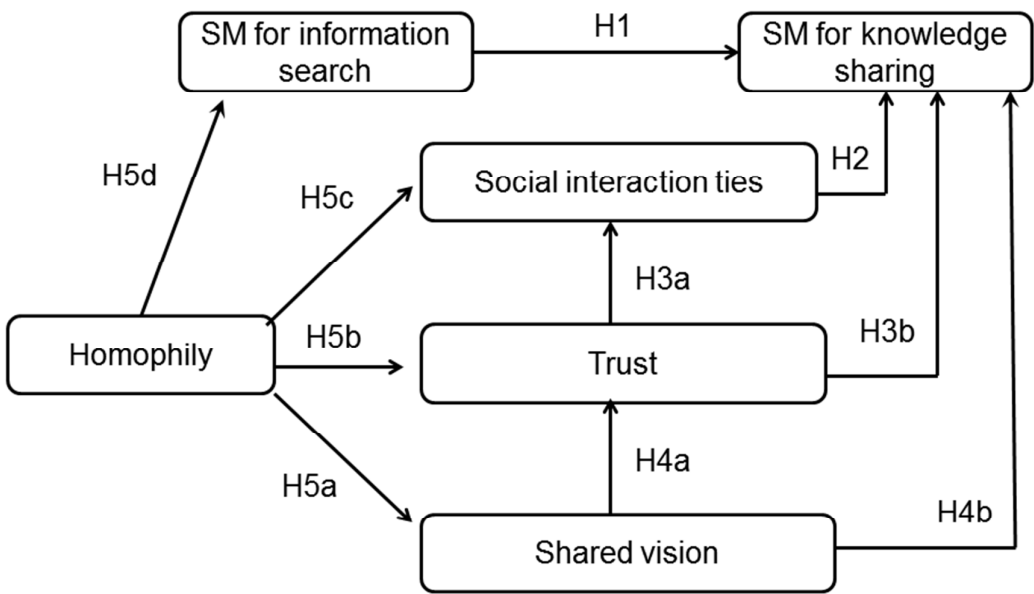 SM for information
search
H1
SM for knowledge
sharing
H5d
H5c
Social interaction ties
H2
H3a
Homophily
H5b
Trust
H3b
H5a
H4a
Shared vision
H4b